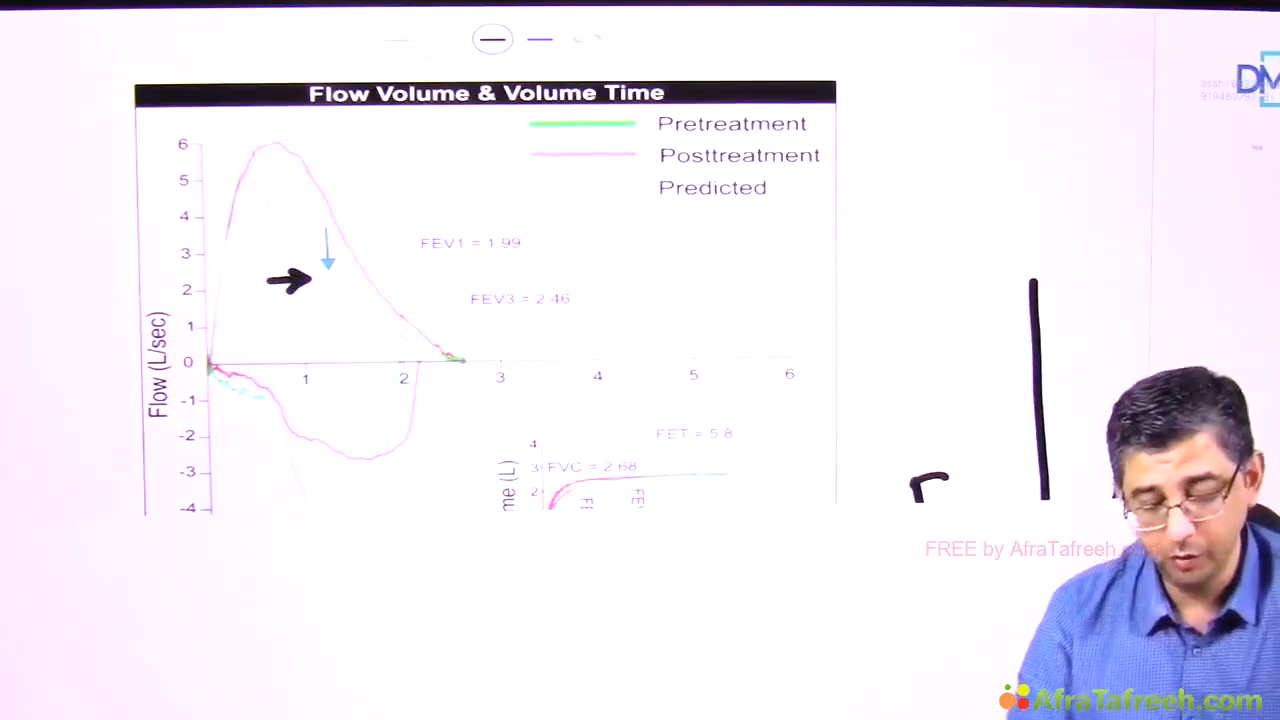 DM
Flow Volume & Volume Time
Pretreatment
Posttreatment
Predicted
6
5
4
3
2
1
0
-1
-2
-3
-4
Flow (L/sec)
1 2 3 4 5 6
FEV1 = 1.99
FEV3 = 2.46
FET = 5.8
4
3
2
FVC = 2.68
me (L)
r
FREE by AfraTafreeh.
AfraTafreeh.com